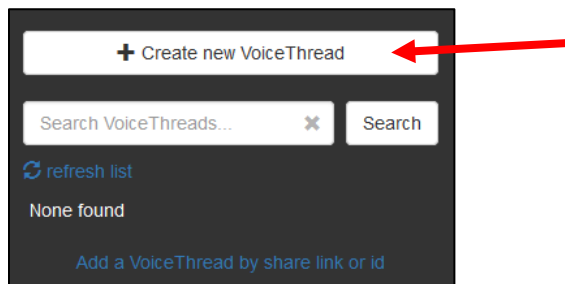 + Create new VoiceThread
Search VoiceThreads... ✖ Search
refresh list
None found
Add a VoiceThread by share link or id